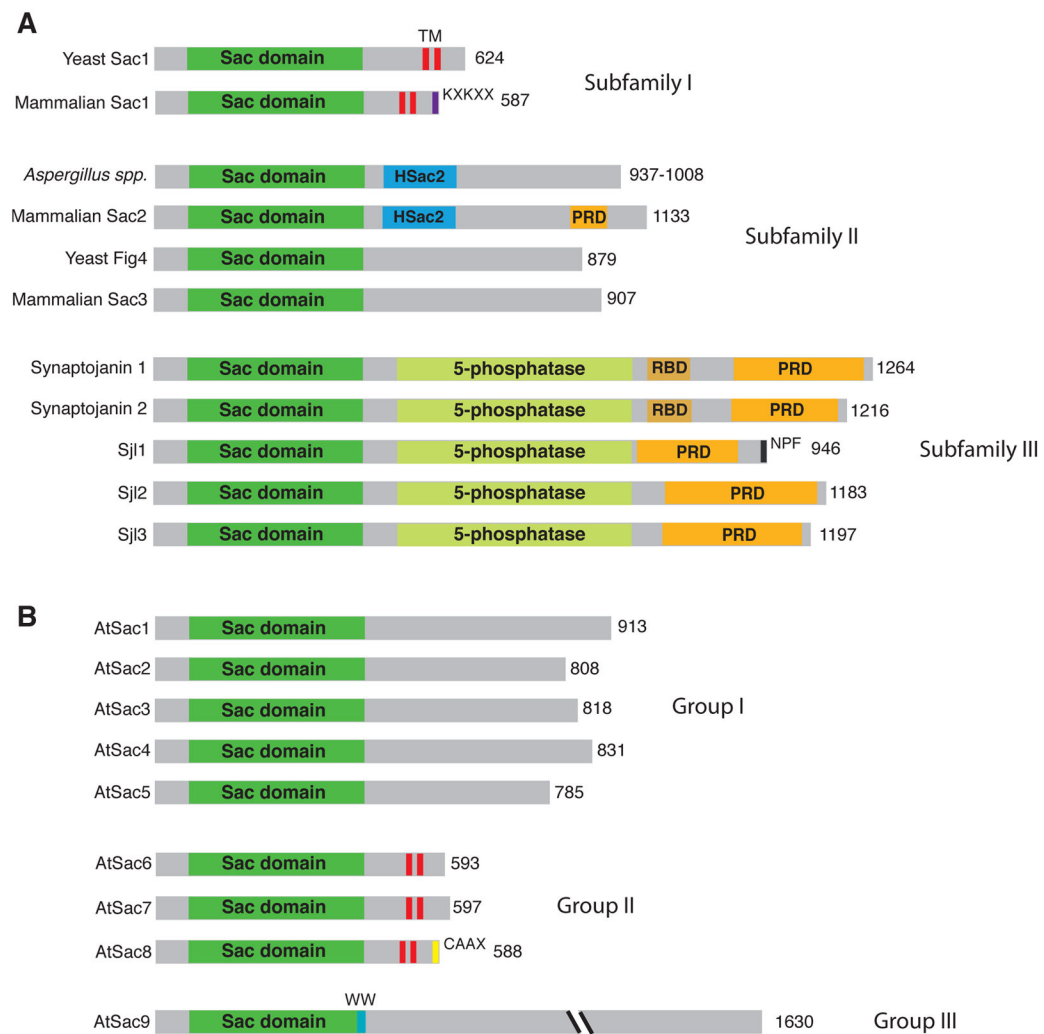 A
TM
Yeast Sac1 Sac domain 624
Subfamily I
Mammalian Sac1 Sac domain KXKXX 587
Aspergillus spp. Sac domain HSac2 937-1008
Mammalian Sac2 Sac domain HSac2 PRD 1133
Subfamily II
Yeast Fig4 Sac domain 879
Mammalian Sac3 Sac domain 907
Synaptojanin 1 Sac domain 5-phosphatase RBD PRD 1264
Synaptojanin 2 Sac domain 5-phosphatase RBD PRD 1216
Sjl1 Sac domain 5-phosphatase PRD NPF 946 Subfamily III
Sjl2 Sac domain 5-phosphatase PRD 1183
Sjl3 Sac domain 5-phosphatase PRD 1197
B
AtSac1 Sac domain 913
AtSac2 Sac domain 808
AtSac3 Sac domain 818 Group I
AtSac4 Sac domain 831
AtSac5 Sac domain 785
AtSac6 Sac domain 593
AtSac7 Sac domain 597 Group II
AtSac8 Sac domain CAAX 588
WW
AtSac9 Sac domain 1630 Group III